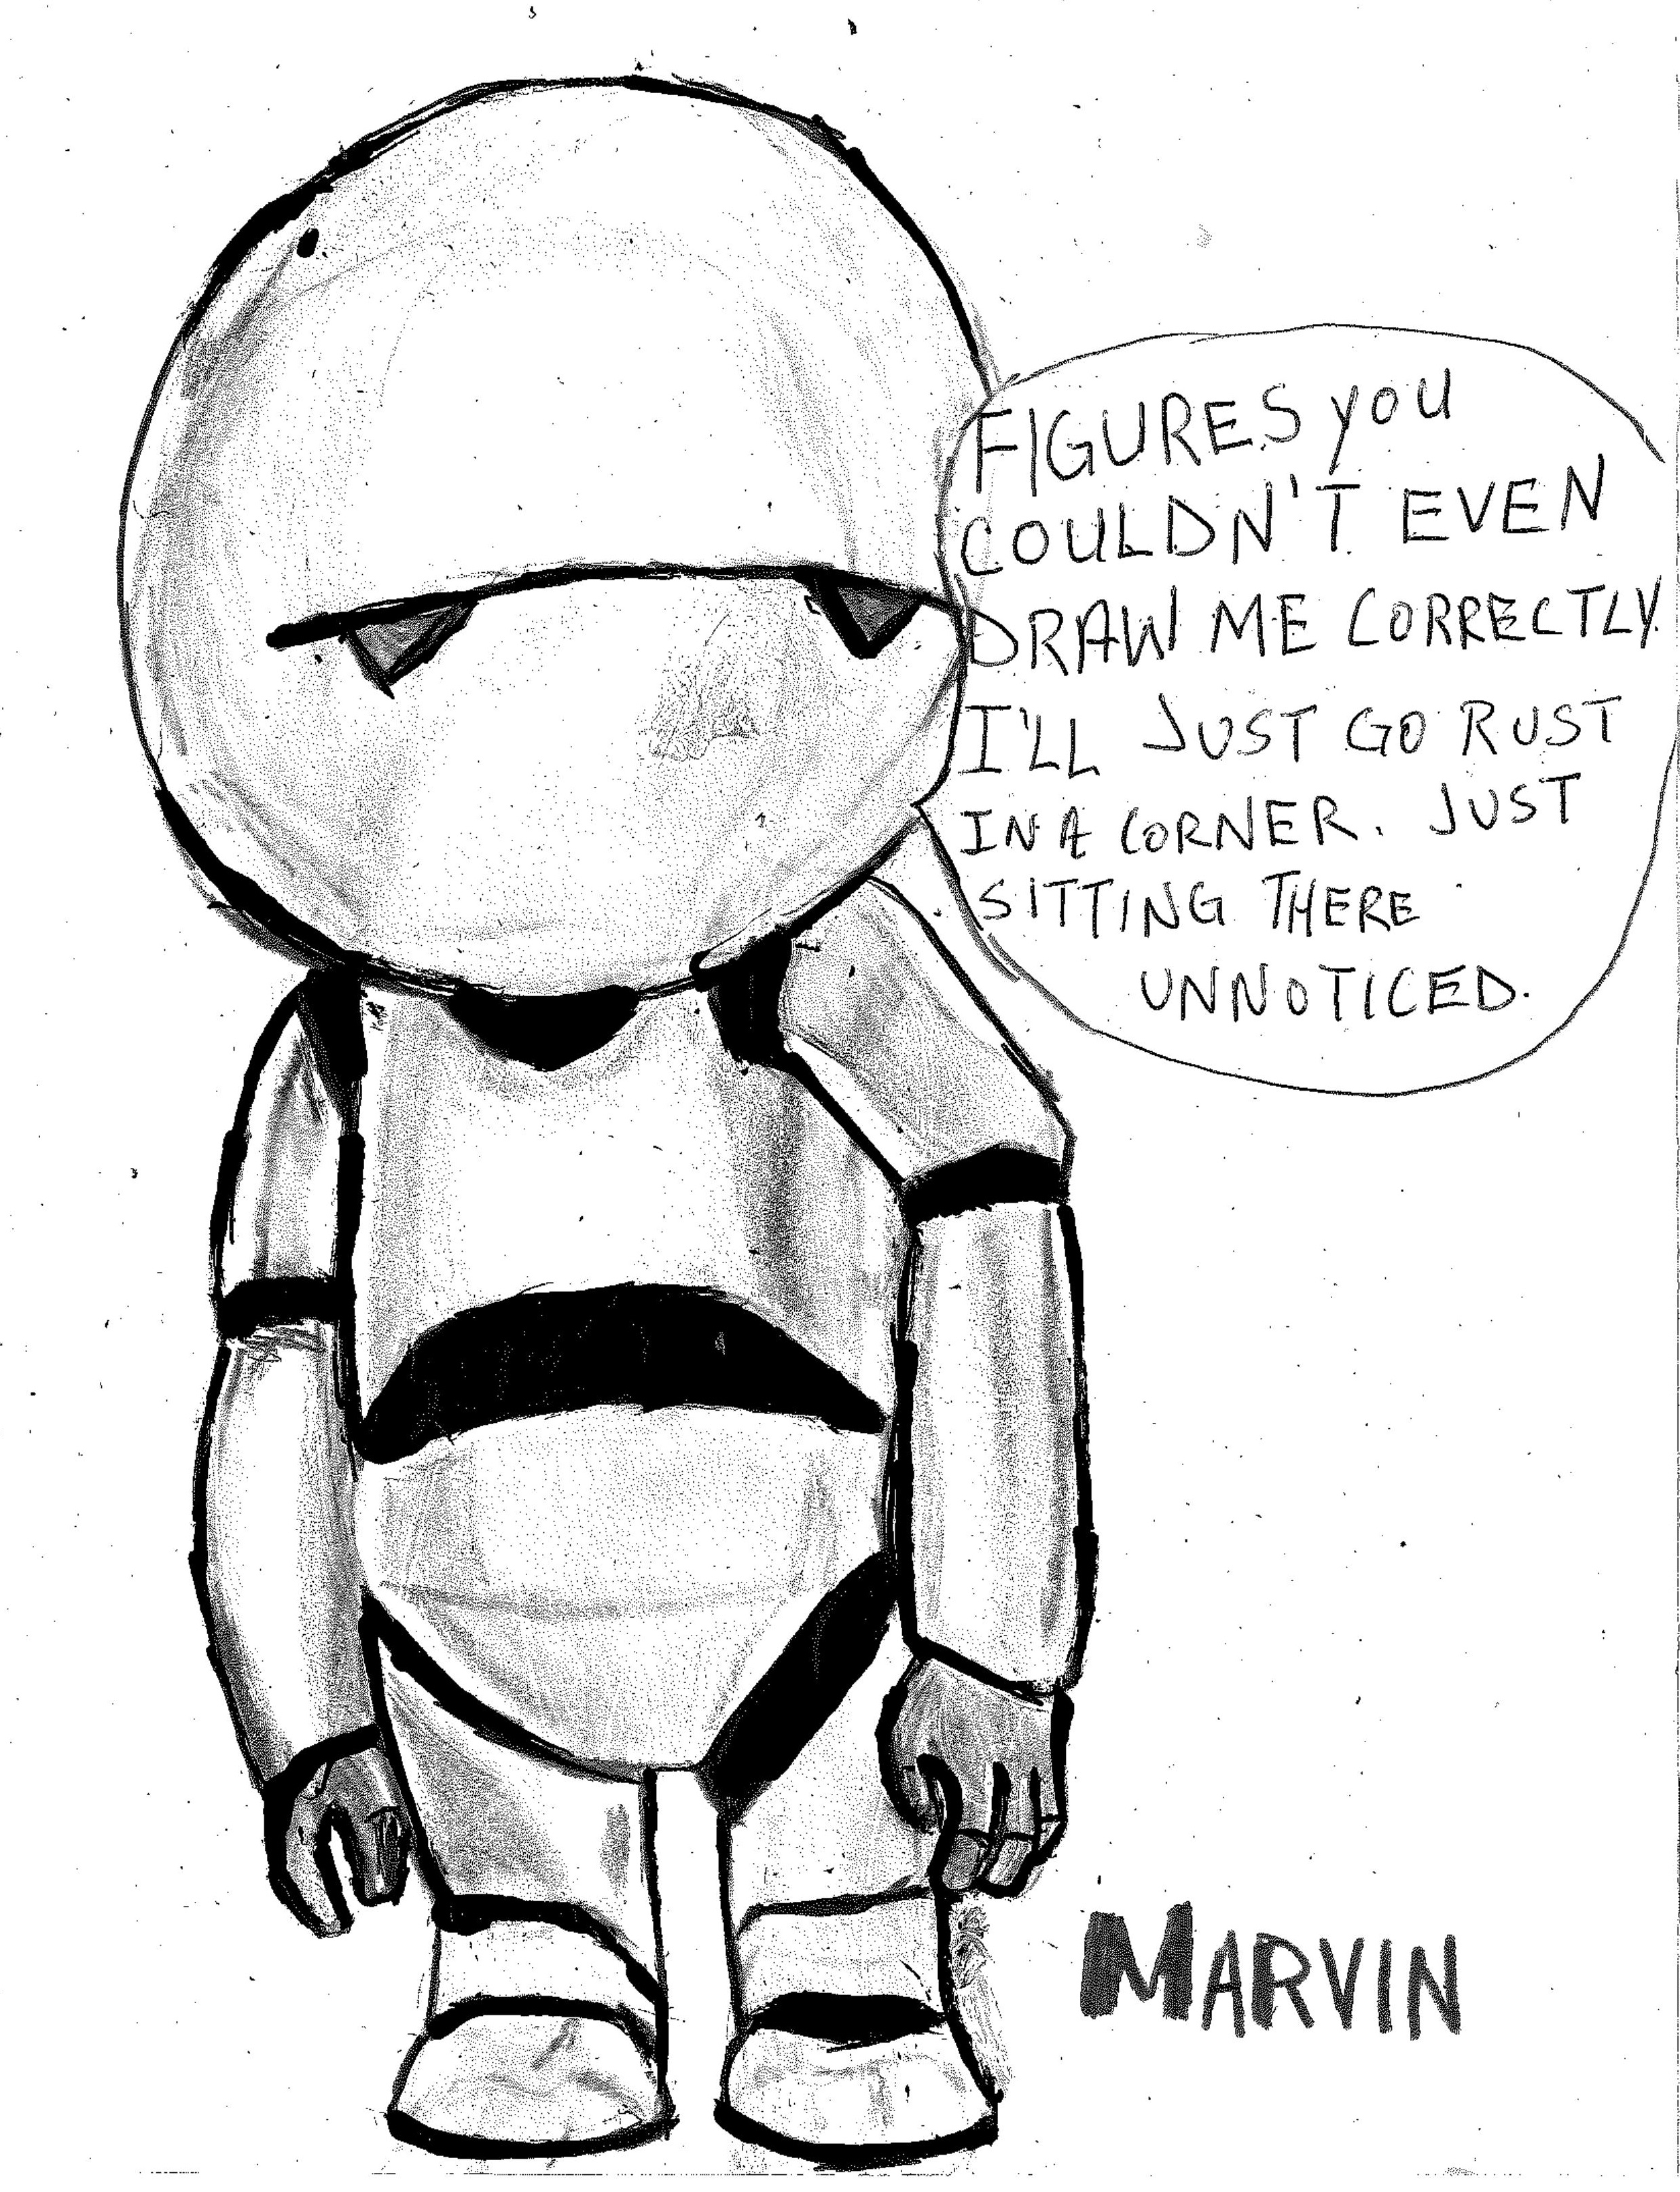 FIGURES YOU
COULDN'T EVEN
DRAW ME CORRECTLY.
I'LL JUST GO RUST
IN A CORNER. JUST
SITTING THERE
UNNOTICED.
MARVIN